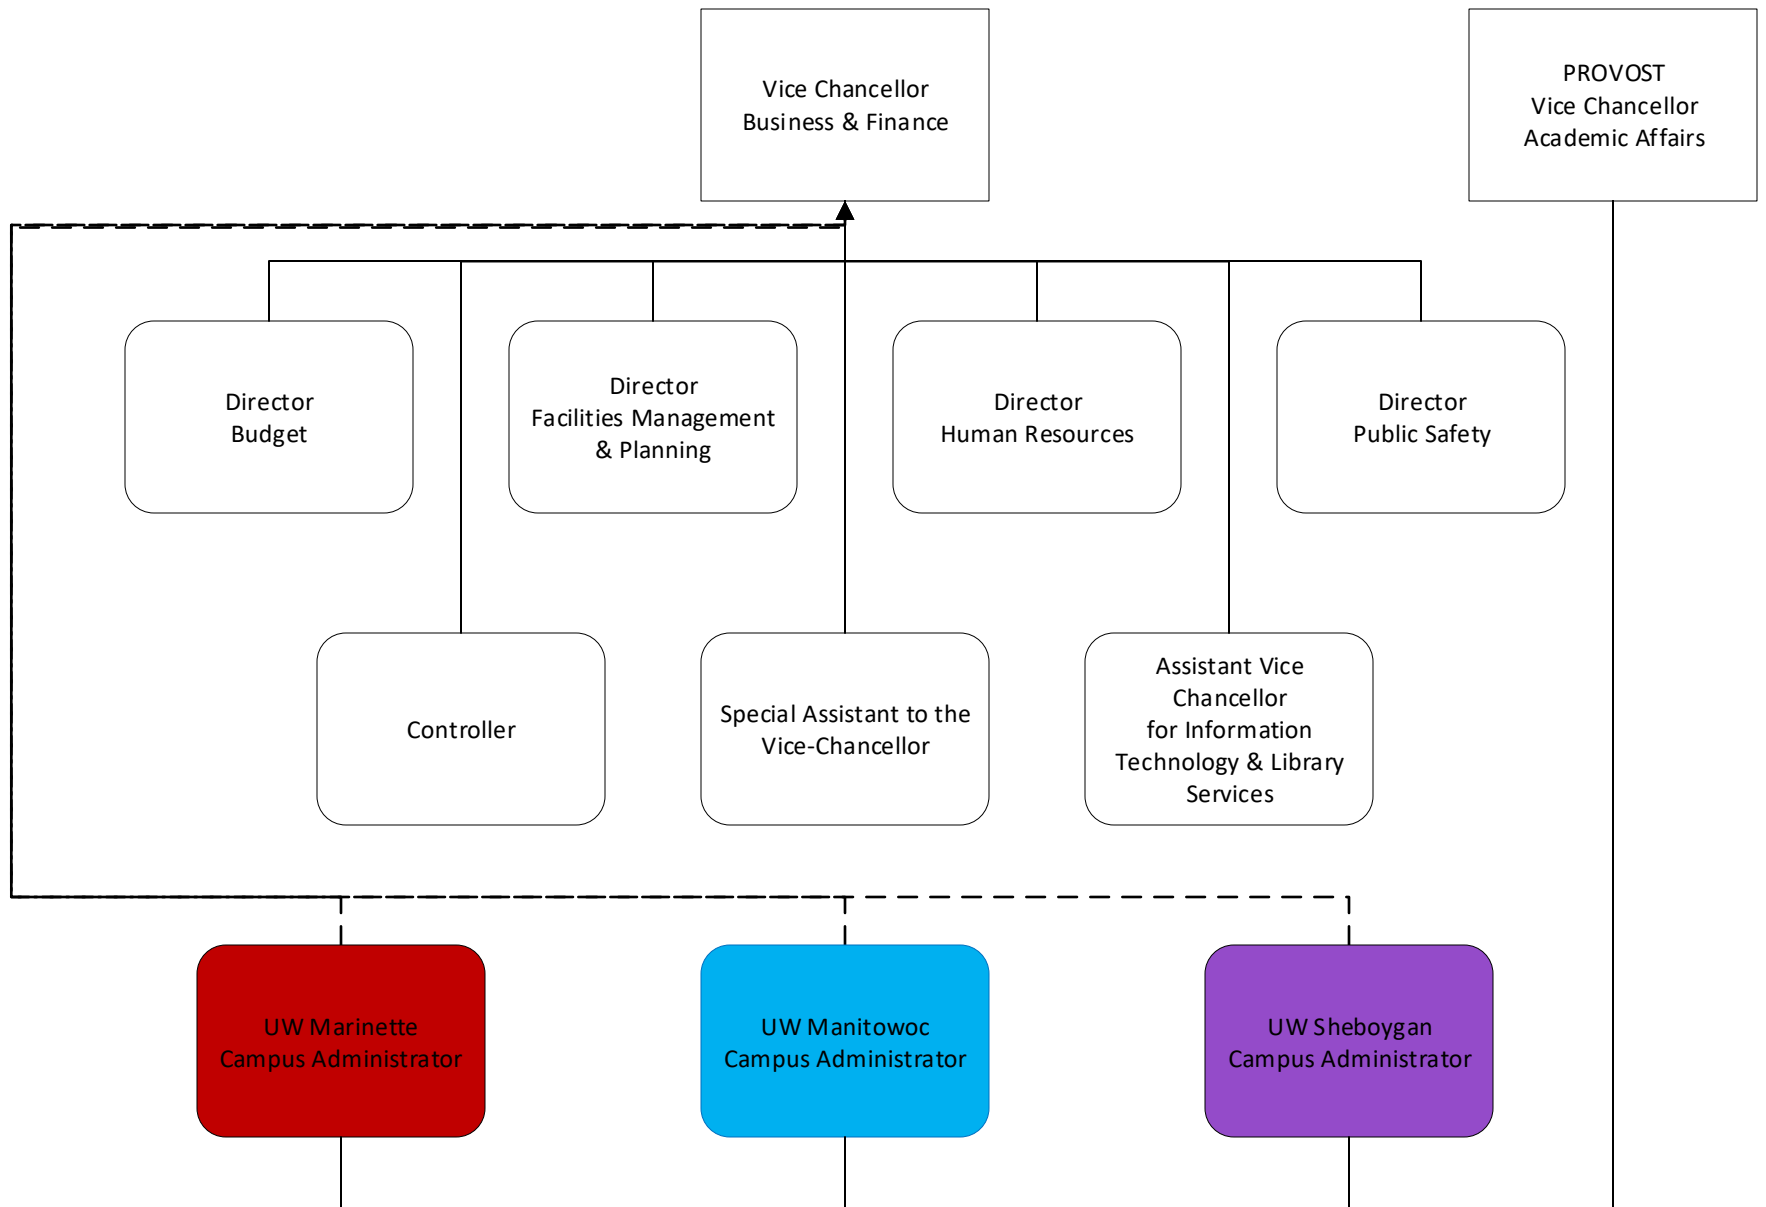 Vice Chancellor
Business & Finance
PROVOST
Vice Chancellor
Academic Affairs
Director
Budget
Director
Facilities Management
& Planning
Director
Human Resources
Director
Public Safety
Controller
Special Assistant to the
Vice-Chancellor
Assistant Vice
Chancellor
for Information
Technology & Library
Services
UW Marinette
Campus Administrator
UW Manitowoc
Campus Administrator
UW Sheboygan
Campus Administrator